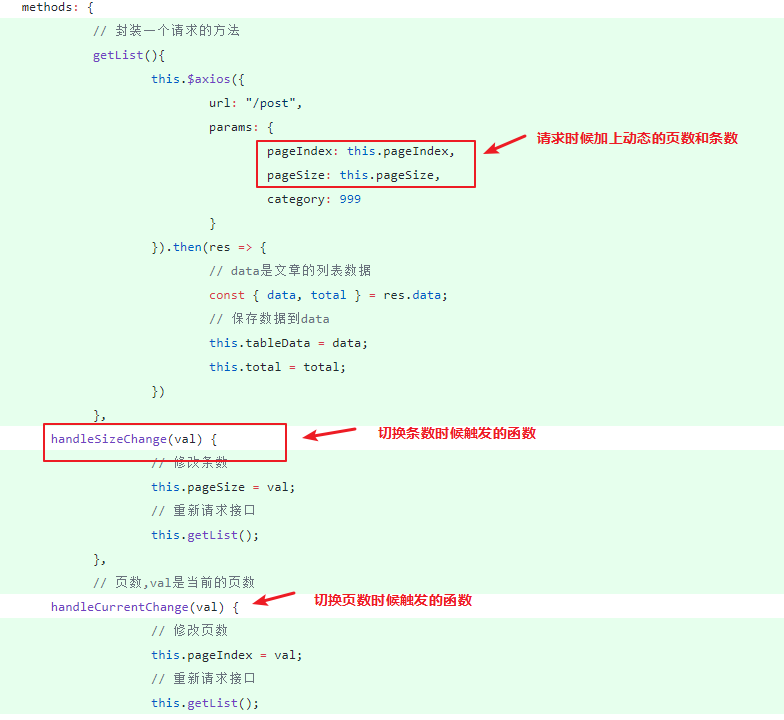 methods: {
// 封装一个请求的方法
getList(){
this.$axios({
url: "/post",
params: {
pageIndex: this.pageIndex,
请求时候加上动态的页数和条数
pageSize: this.pageSize,
category: 999
}
}).then(res => {
// data是文章的列表数据
const { data, total } = res.data;
// 保存数据到data
this.tableData = data;
this.total = total;
})
},
handleSizeChange(val) {
切换条数时候触发的函数
// 修改条数
this.pageSize = val;
// 重新请求接口
this.getList();
},
// 页数,val是当前的页数
handleCurrentChange(val) {
切换页数时候触发的函数
// 修改页数
this.pageIndex = val;
// 重新请求接口
this.getList();